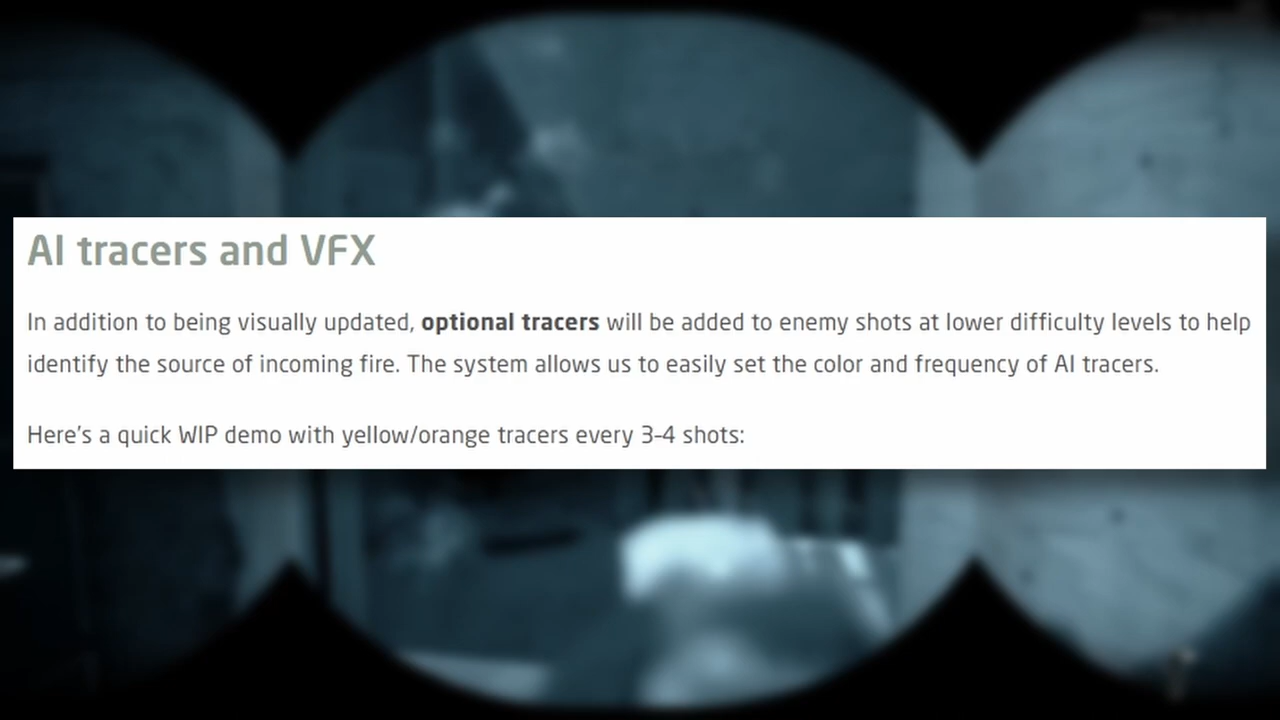 AI tracers and VFX
In addition to being visually updated, optional tracers will be added to enemy shots at lower difficulty levels to help
identify the source of incoming fire. The system allows us to easily set the color and frequency of AI tracers.
Here's a quick WIP demo with yellow/orange tracers every 3-4 shots: